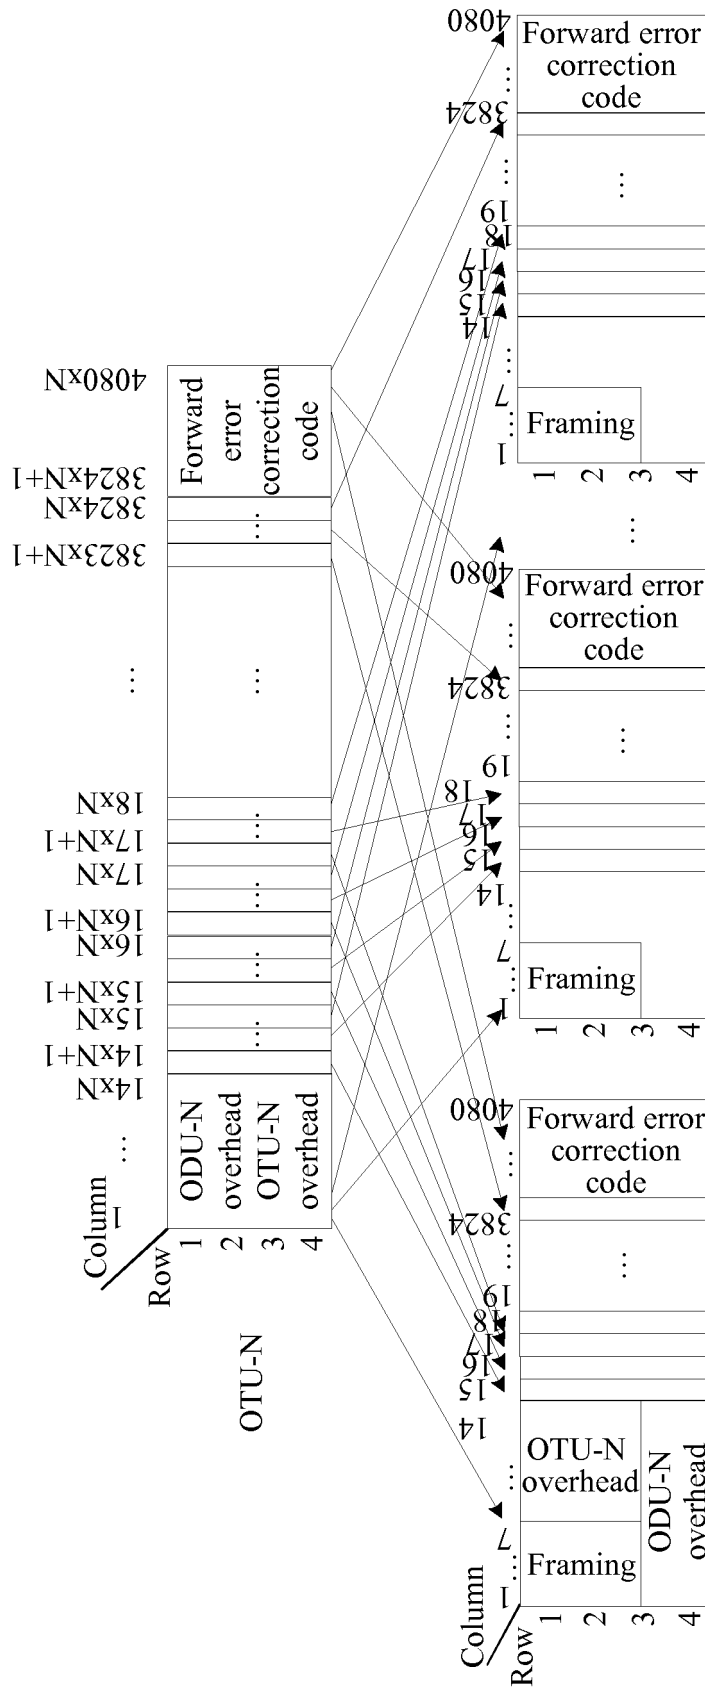 Column
Row
1
...
14xN
14xN+1
15xN
15xN+1
16xN
16xN+1
17xN
17xN+1
18xN
...
3823xN+1
3824xN
3824xN+1
4080xN
1
2
3
4
ODU-N
overhead
OTU-N
overhead
...
...
...
...
...
...
Forward
error
correction
code
OTU-N
Column
Row
1
...
7
...
14
15
16
17
18
19
...
3824
...
4080
1
2
3
4
Framing
OTU-N
overhead
ODU-N
overhead
...
Forward error
correction
code
1
...
7
...
14
15
16
17
18
19
...
3824
...
4080
1
2
3
4
Framing
...
Forward error
correction
code
...
1
...
7
...
14
15
16
17
18
19
...
1
3824
...
4080
1
2
3
4
Framing
...
Forward error
correction
code